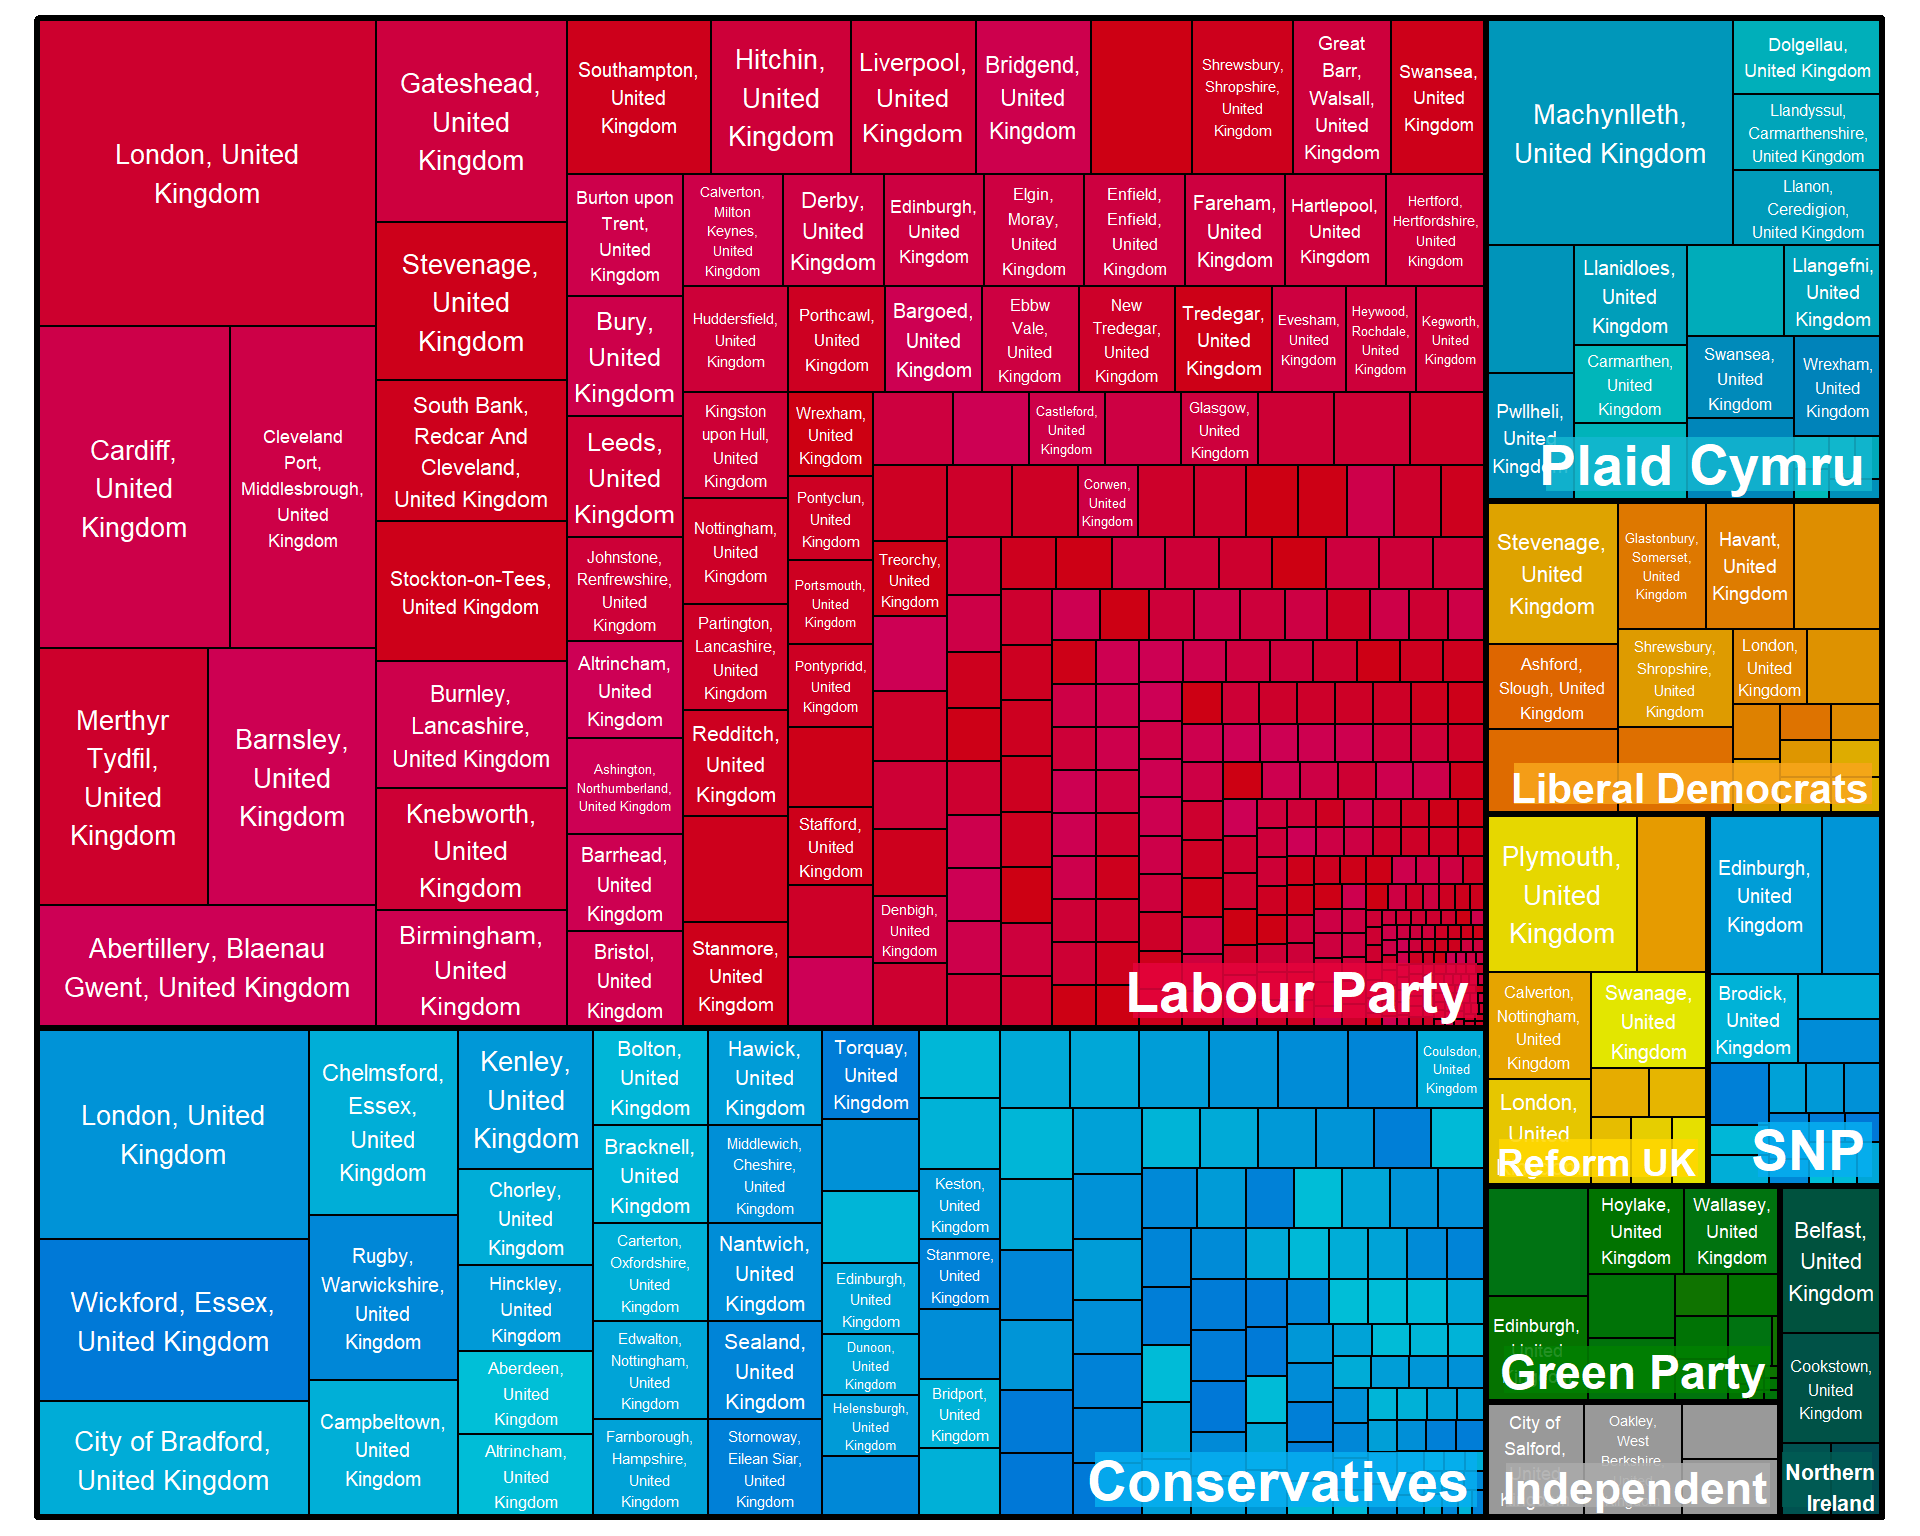 London, United
Kingdom
Cardiff,
United
Kingdom
Cleveland
Port,
Middlesbrough,
United
Kingdom
Merthyr
Tydfil,
United
Kingdom
Barnsley,
United
Kingdom
Abertillery, Blaenau
Gwent, United Kingdom
Gateshead,
United
Kingdom
Stevenage,
United
Kingdom
South Bank,
Redcar And
Cleveland,
United Kingdom
Stockton-on-Tees,
United Kingdom
Burnley,
Lancashire,
United Kingdom
Knebworth,
United
Kingdom
Birmingham,
United
Kingdom
Southampton,
United
Kingdom
Hitchin,
United
Kingdom
Liverpool,
United
Kingdom
Bridgend,
United
Kingdom
Shrewsbury,
Shropshire,
United
Kingdom
Great
Barr,
Walsall,
United
Kingdom
Swansea,
United
Kingdom
Burton upon
Trent,
United
Kingdom
Bury,
United
Kingdom
Leeds,
United
Kingdom
Johnstone,
Renfrewshire,
United
Kingdom
Altrincham,
United
Kingdom
Ashington,
Northumberland,
United Kingdom
Barrhead,
United
Kingdom
Bristol,
United
Kingdom
Calverton,
Milton
Keynes,
United
Kingdom
Derby,
United
Kingdom
Edinburgh,
United
Kingdom
Elgin,
Moray,
United
Kingdom
Enfield,
Enfield,
United
Kingdom
Fareham,
United
Kingdom
Hartlepool,
United
Kingdom
Hertford,
Hertfordshire,
United
Kingdom
Huddersfield,
United
Kingdom
Kingston
upon Hull,
United
Kingdom
Nottingham,
United
Kingdom
Partington,
Lancashire,
United
Kingdom
Redditch,
United
Kingdom
Stanmore,
United
Kingdom
Porthcawl,
United
Kingdom
Bargoed,
United
Kingdom
Ebbw
Vale,
United
Kingdom
New
Tredegar,
United
Kingdom
Tredegar,
United
Kingdom
Evesham,
United
Kingdom
Heywood,
Rochdale,
United
Kingdom
Kegworth,
United
Kingdom
Wrexham,
United
Kingdom
Pontyclun,
United
Kingdom
Portsmouth,
United
Kingdom
Pontypridd,
United
Kingdom
Stafford,
United
Kingdom
Castleford,
United
Kingdom
Glasgow,
United
Kingdom
Treorchy,
United
Kingdom
Denbigh,
United
Kingdom
Corwen,
United
Kingdom
Labour Party
London, United
Kingdom
Wickford, Essex,
United Kingdom
City of Bradford,
United Kingdom
Chelmsford,
Essex,
United
Kingdom
Rugby,
Warwickshire,
United
Kingdom
Campbeltown,
United
Kingdom
Kenley,
United
Kingdom
Chorley,
United
Kingdom
Hinckley,
United
Kingdom
Aberdeen,
United
Kingdom
Altrincham,
United
Kingdom
Bolton,
United
Kingdom
Bracknell,
United
Kingdom
Carterton,
Oxfordshire,
United
Kingdom
Edwalton,
Nottingham,
United
Kingdom
Farnborough,
Hampshire,
United
Kingdom
Hawick,
United
Kingdom
Middlewich,
Cheshire,
United
Kingdom
Nantwich,
United
Kingdom
Sealand,
United
Kingdom
Stornoway,
Eilean Siar,
United
Kingdom
Torquay,
United
Kingdom
Edinburgh,
United
Kingdom
Dunoon,
United
Kingdom
Helensburgh,
United
Kingdom
Keston,
United
Kingdom
Stanmore,
United
Kingdom
Bridport,
United
Kingdom
Coulsdon,
United
Kingdom
Conservatives
Machynlleth,
United Kingdom
Dolgellau,
United Kingdom
Llandyssul,
Carmarthenshire,
United Kingdom
Llanon,
Ceredigion,
United Kingdom
Pwllheli,
United
Kingdom
Llanidloes,
United
Kingdom
Carmarthen,
United
Kingdom
Llangefni,
United
Kingdom
Swansea,
United
Kingdom
Wrexham,
United
Kingdom
Plaid Cymru
Stevenage,
United
Kingdom
Ashford,
Slough, United
Kingdom
Glastonbury,
Somerset,
United
Kingdom
Havant,
United
Kingdom
Shrewsbury,
Shropshire,
United
Kingdom
London,
United
Kingdom
Liberal Democrats
Plymouth,
United
Kingdom
Calverton,
Nottingham,
United
Kingdom
Swanage,
United
Kingdom
London,
United
Reform UK
Edinburgh,
United
Kingdom
Brodick,
United
Kingdom
SNP
Hoylake,
United
Kingdom
Wallasey,
United
Kingdom
Edinburgh,
United
Green Party
Belfast,
United
Kingdom
Cookstown,
United
Kingdom
Northern
Ireland
City of
Salford,
United
Oakley,
West
Berkshire,
Independent